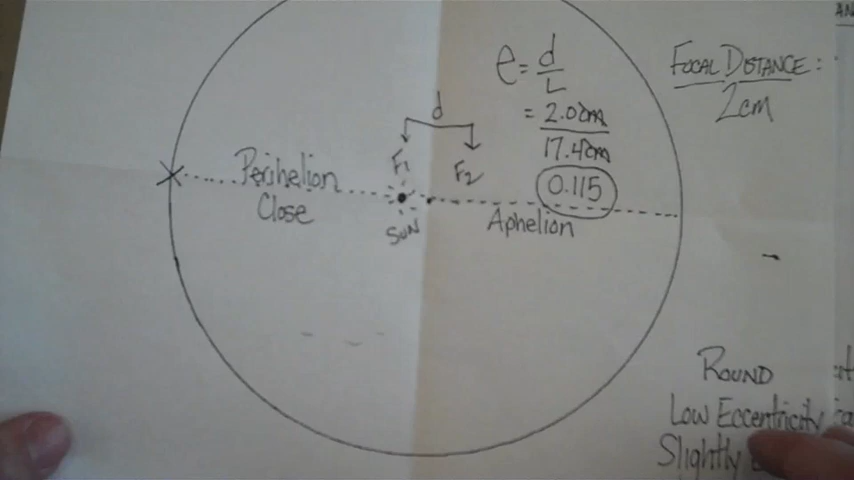 e = d
L
= 2.0cm
17.4cm
0.115
FOCAL DISTANCE:
2cm
d
F1
F2
Perihelion
Close
SUN
Aphelion
ROUND
Low Eccentricity
Slightly